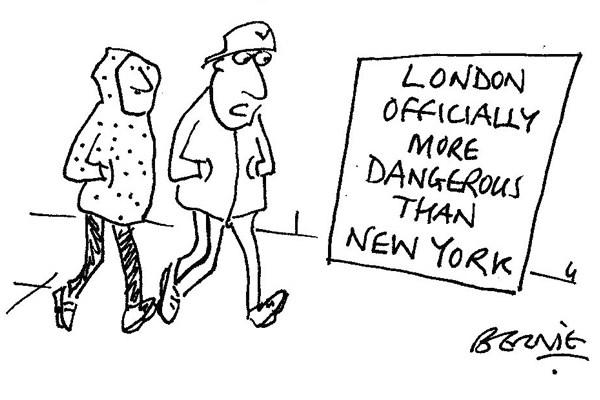 LONDON
OFFICIALLY
MORE
DANGEROUS
THAN
NEW YORK
BERNIE